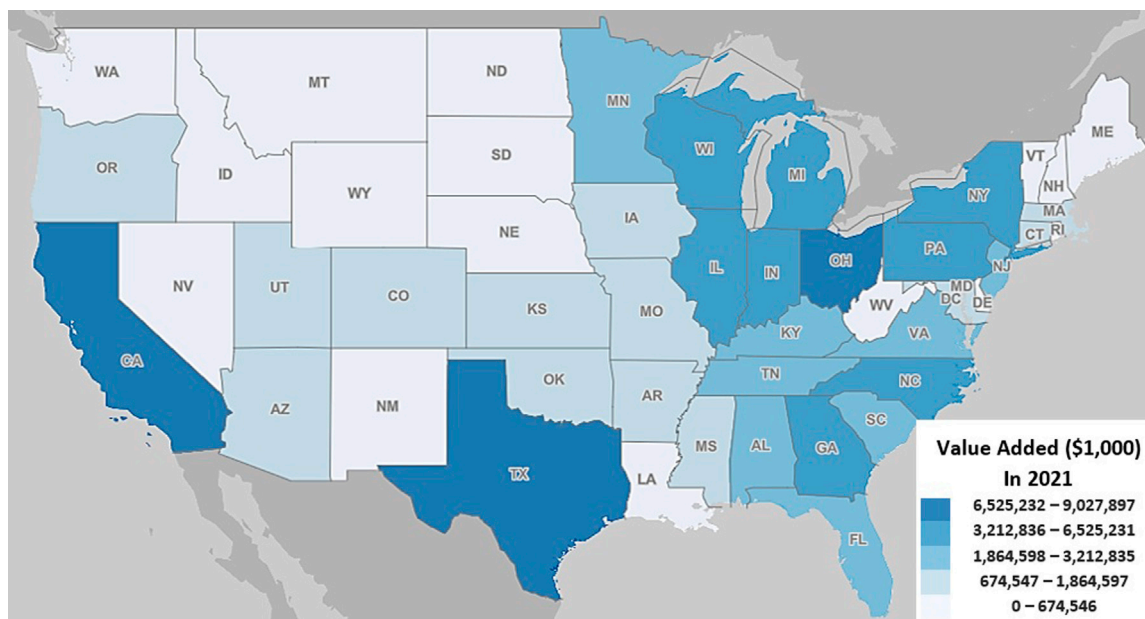 WA
MT
ND
MN
ME
VT
OR
ID
SD
WI
NH
WY
MI
NY
MA
CT
RI
IA
NE
PA
NJ
OH
IL
IN
NV
UT
CO
MD
DE
DC
WV
KS
MO
KY
VA
CA
TN
OK
NC
AZ
NM
AR
SC
MS
AL
GA
TX
LA
FL
Value Added ($1,000)
In 2021
6,525,232 – 9,027,897
3,212,836 – 6,525,231
1,864,598 – 3,212,835
674,547 – 1,864,597
0 – 674,546